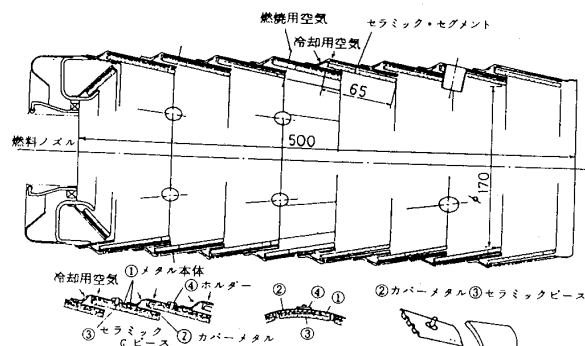 燃焼用空気
セラミック・セグメント
冷却用空気
65
500
燃料ノズル
φ170
冷却用空気
①メタル本体
④ホルダー
② ④ ①
③
②カバーメタル③セラミックピース
③ セラミック
ピース
② カバーメタル